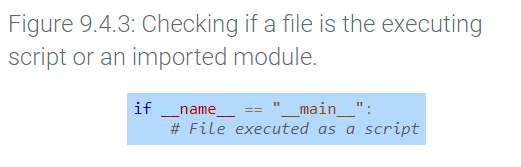 Figure 9.4.3: Checking if a file is the executing
script or an imported module.
if __name__ == "__main__":
    # File executed as a script